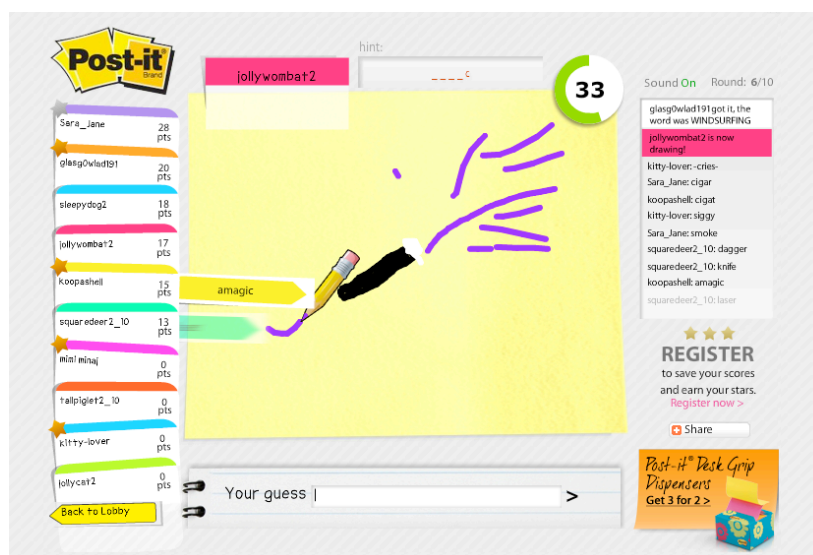 Post-it®
Brand
hint:
jollywombat2
_ _ _ _ c
33
Sound On Round: 6/10
Sara_Jane 28 pts
glasg0wlad191 20 pts
sleepydog2 18 pts
jollywombat2 17 pts
koopashell 15 pts
squaredeer2_10 13 pts
mimi minaj 0 pts
tallpiglet2_10 0 pts
kitty-lover 0 pts
jollycat2 0 pts
Back to Lobby
amagic
glasg0wlad191got it, the
word was WINDSURFING
jollywombat2 is now
drawing!
kitty-lover: -cries-
Sara_Jane: cigar
koopashell: cigat
kitty-lover: siggy
Sara_Jane: smoke
squaredeer2_10: dagger
squaredeer2_10: knife
koopashell: amagic
squaredeer2_10: laser
REGISTER
to save your scores
and earn your stars.
Register now >
Share
Post-it® Desk Grip
Dispensers
Get 3 for 2 >
Your guess >